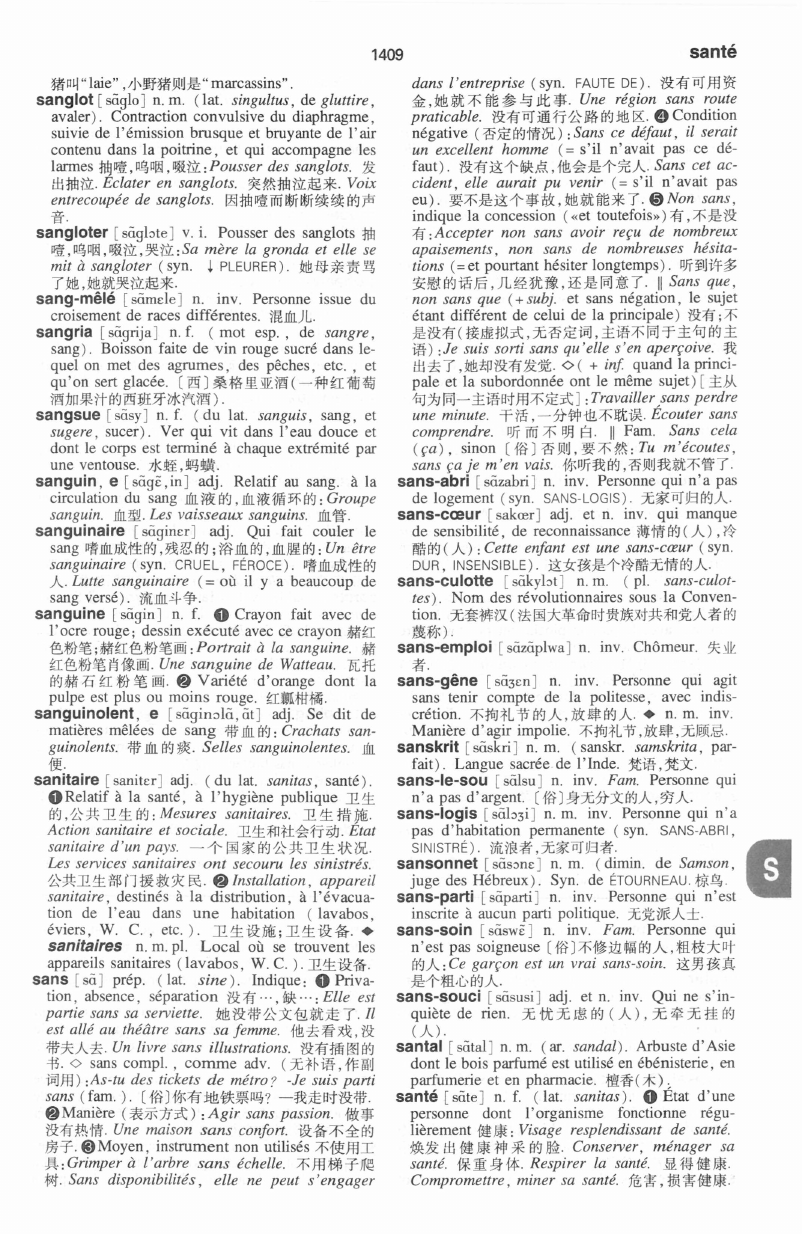 1409
santé
猪叫“laie”,小野猪则是“marcassins”.
sanglot [sãglo] n. m. (lat. singultus, de gluttire,
avaler). Contraction convulsive du diaphragme,
suivie de l'émission brusque et bruyante de l'air
contenu dans la poitrine, et qui accompagne les
larmes 抽噎,呜咽,啜泣:Pousser des sanglots. 发
出抽泣. Éclater en sanglots. 突然抽泣起来. Voix
entrecoupée de sanglots. 因抽噎而断断续续的声
音.
sangloter [sãglɔte] v. i. Pousser des sanglots 抽
噎,呜咽,啜泣,哭泣:Sa mère la gronda et elle se
mit à sangloter (syn. ↓ PLEURER). 她母亲责骂
了她,她就哭泣起来.
sang-mêlé [sãmεle] n. inv. Personne issue du
croisement de races différentes. 混血儿.
sangria [sãgrija] n. f. ( mot esp. , de sangre,
sang). Boisson faite de vin rouge sucré dans le-
quel on met des agrumes, des pêches, etc. , et
qu'on sert glacée. 〔西〕桑格里亚酒(一种红葡萄
酒加果汁的西班牙冰汽酒).
sangsue [sãsy] n. f. (du lat. sanguis, sang, et
sugere, sucer). Ver qui vit dans l'eau douce et
dont le corps est terminé à chaque extrémité par
une ventouse. 水蛭,蚂蟥.
sanguin, e [sãgɛ̃,in] adj. Relatif au sang. à la
circulation du sang 血液的,血液循环的:Groupe
sanguin. 血型. Les vaisseaux sanguins. 血管.
sanguinaire [sãginεr] adj. Qui fait couler le
sang 嗜血成性的,残忍的;浴血的,血腥的:Un être
sanguinaire (syn. CRUEL, FÉROCE). 嗜血成性的
人. Lutte sanguinaire (= où il y a beaucoup de
sang versé). 流血斗争.
sanguine [sãgin] n. f. ❶ Crayon fait avec de
l'ocre rouge; dessin exécuté avec ce crayon 赭红
色粉笔;赭红色粉笔画:Portrait à la sanguine. 赭
红色粉笔肖像画. Une sanguine de Watteau. 瓦托
的赭石红粉笔画. ❷ Variété d'orange dont la
pulpe est plus ou moins rouge. 红瓤柑橘.
sanguinolent, e [sãginɔlã,ãt] adj. Se dit de
matières mêlées de sang 带血的: Crachats san-
guinolents. 带血的痰. Selles sanguinolentes. 血
便.
sanitaire [sanitεr] adj. (du lat. sanitas, santé).
❶Relatif à la santé, à l'hygiène publique 卫生
的,公共卫生的: Mesures sanitaires. 卫生措施.
Action sanitaire et sociale. 卫生和社会行动. État
sanitaire d'un pays. 一个国家的公共卫生状况.
Les services sanitaires ont secouru les sinistrés.
公共卫生部门援救灾民. ❷ Installation, appareil
sanitaire, destinés à la distribution, à l'évacua-
tion de l'eau dans une habitation ( lavabos,
éviers, W. C. , etc. ). 卫生设施;卫生设备. ◆
sanitaires n. m. pl. Local où se trouvent les
appareils sanitaires (lavabos, W. C. ). 卫生设备.
sans [sã] prép. (lat. sine). Indique: ❶ Priva-
tion, absence, séparation 没有…,缺…: Elle est
partie sans sa serviette. 她没带公文包就走了. Il
est allé au théâtre sans sa femme. 他去看戏,没
带夫人去. Un livre sans illustrations. 没有插图的
书. ◇ sans compl. , comme adv. (无补语,作副
词用) :As-tu des tickets de métro? -Je suis parti
sans (fam. ). 〔俗〕你有地铁票吗? —我走时没带.
❷Manière (表示方式) :Agir sans passion. 做事
没有热情. Une maison sans confort. 设备不全的
房子. ❸Moyen, instrument non utilisés 不使用工
具:Grimper à l'arbre sans échelle. 不用梯子爬
树. Sans disponibilités, elle ne peut s'engager
dans l'entreprise (syn. FAUTE DE). 没有可用资
金,她就不能参与此事. Une région sans route
praticable. 没有可通行公路的地区. ❹ Condition
négative (否定的情况) :Sans ce défaut, il serait
un excellent homme (= s'il n'avait pas ce dé-
faut). 没有这个缺点,他会是个完人. Sans cet ac-
cident, elle aurait pu venir (= s'il n'avait pas
eu). 要不是这个事故,她就能来了. ❺ Non sans,
indique la concession («et toutefois») 有,不是没
有:Accepter non sans avoir reçu de nombreux
apaisements, non sans de nombreuses hésita-
tions (=et pourtant hésiter longtemps). 听到许多
安慰的话后,几经犹豫,还是同意了. ‖ Sans que,
non sans que (+subj. et sans négation, le sujet
étant différent de celui de la principale) 没有;不
是没有(接虚拟式,无否定词,主语不同于主句的主
语) :Je suis sorti sans qu'elle s'en aperçoive. 我
出去了,她却没有发觉. ◇( + inf. quand la princi-
pale et la subordonnée ont le même sujet)[主从
句为同一主语时用不定式] :Travailler sans perdre
une minute. 干活,一分钟也不耽误. Écouter sans
comprendre. 听而不明白. ‖ Fam. Sans cela
(ça) , sinon 〔俗〕否则,要不然: Tu m'écoutes,
sans ça je m'en vais. 你听我的,否则我就不管了.
sans-abri [sãzabri] n. inv. Personne qui n'a pas
de logement (syn. SANS-LOGIS). 无家可归的人.
sans-cœur [sakœr] adj. et n. inv. qui manque
de sensibilité, de reconnaissance 薄情的(人),冷
酷的(人) : Cette enfant est une sans-cœur (syn.
DUR, INSENSIBLE). 这女孩是个冷酷无情的人.
sans-culotte [sãkylɔt] n. m. ( pl. sans-culot-
tes). Nom des révolutionnaires sous la Conven-
tion. 无套裤汉(法国大革命时贵族对共和党人者的
蔑称).
sans-emploi [sãzãplwa] n. inv. Chômeur. 失业
者.
sans-gêne [sãʒεn] n. inv. Personne qui agit
sans tenir compte de la politesse, avec indis-
crétion. 不拘礼节的人,放肆的人. ◆ n. m. inv.
Manière d'agir impolie. 不拘礼节,放肆,无顾忌.
sanskrit [sãskri] n. m. (sanskr. samskrita, par-
fait). Langue sacrée de l'Inde. 梵语,梵文.
sans-le-sou [sãlsu] n. inv. Fam. Personne qui
n'a pas d'argent. 〔俗〕身无分文的人,穷人.
sans-logis [sãlɔʒi] n. m. inv. Personne qui n'a
pas d'habitation permanente ( syn. SANS-ABRI,
SINISTRÉ). 流浪者,无家可归者.
sansonnet [sãsɔnε] n. m. (dimin. de Samson,
juge des Hébreux). Syn. de ÉTOURNEAU. 椋鸟.
sans-parti [sãparti] n. inv. Personne qui n'est
inscrite à aucun parti politique. 无党派人士.
sans-soin [sãswɛ̃] n. inv. Fam. Personne qui
n'est pas soigneuse〔俗〕不修边幅的人,粗枝大叶
的人:Ce garçon est un vrai sans-soin. 这男孩真
是个粗心的人.
sans-souci [sãsusi] adj. et n. inv. Qui ne s'in-
quiète de rien. 无忧无虑的(人),无牵无挂的
(人).
santal [sãtal] n. m. (ar. sandal). Arbuste d'Asie
dont le bois parfumé est utilisé en ébénisterie, en
parfumerie et en pharmacie. 檀香(木).
santé [sãte] n. f. (lat. sanitas). ❶ État d'une
personne dont l'organisme fonctionne régu-
lièrement 健康: Visage resplendissant de santé.
焕发出健康神采的脸. Conserver, ménager sa
santé. 保重身体. Respirer la santé. 显得健康.
Compromettre, miner sa santé. 危害,损害健康.
S